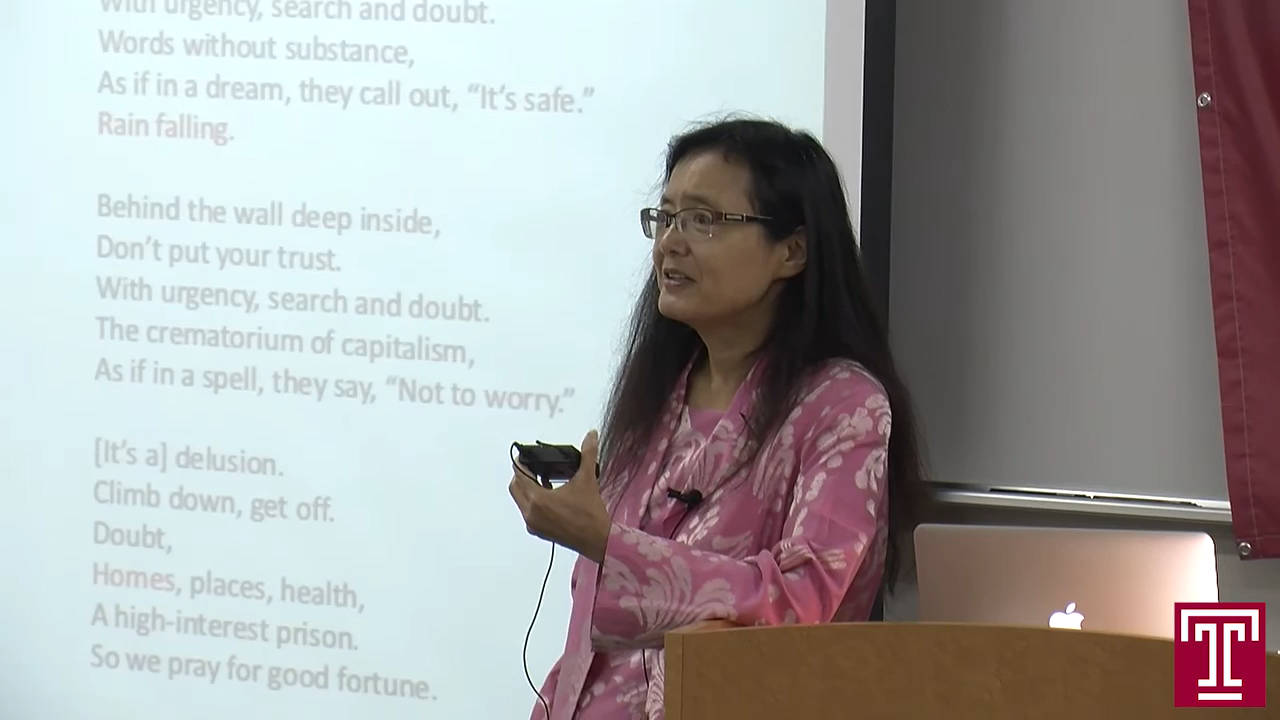 With urgency, search and doubt.
Words without substance,
As if in a dream, they call out, “It’s safe.”
Rain falling.
Behind the wall deep inside,
Don’t put your trust.
With urgency, search and doubt.
The crematorium of capitalism,
As if in a spell, they say, “Not to worry.”
[It’s a] delusion.
Climb down, get off.
Doubt,
Homes, places, health,
A high-interest prison.
So we pray for good fortune.
T